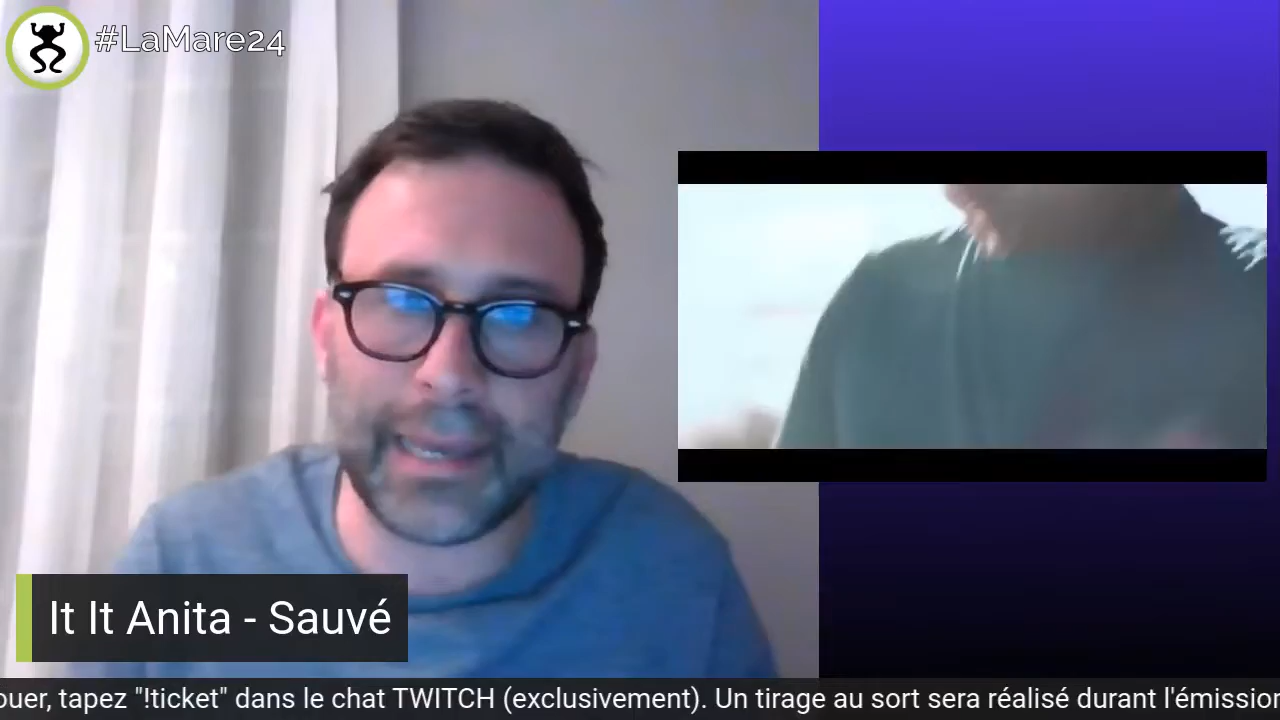 #LaMare24
It It Anita - Sauvé
ouer, tapez "!ticket" dans le chat TWITCH (exclusivement). Un tirage au sort sera réalisé durant l'émission